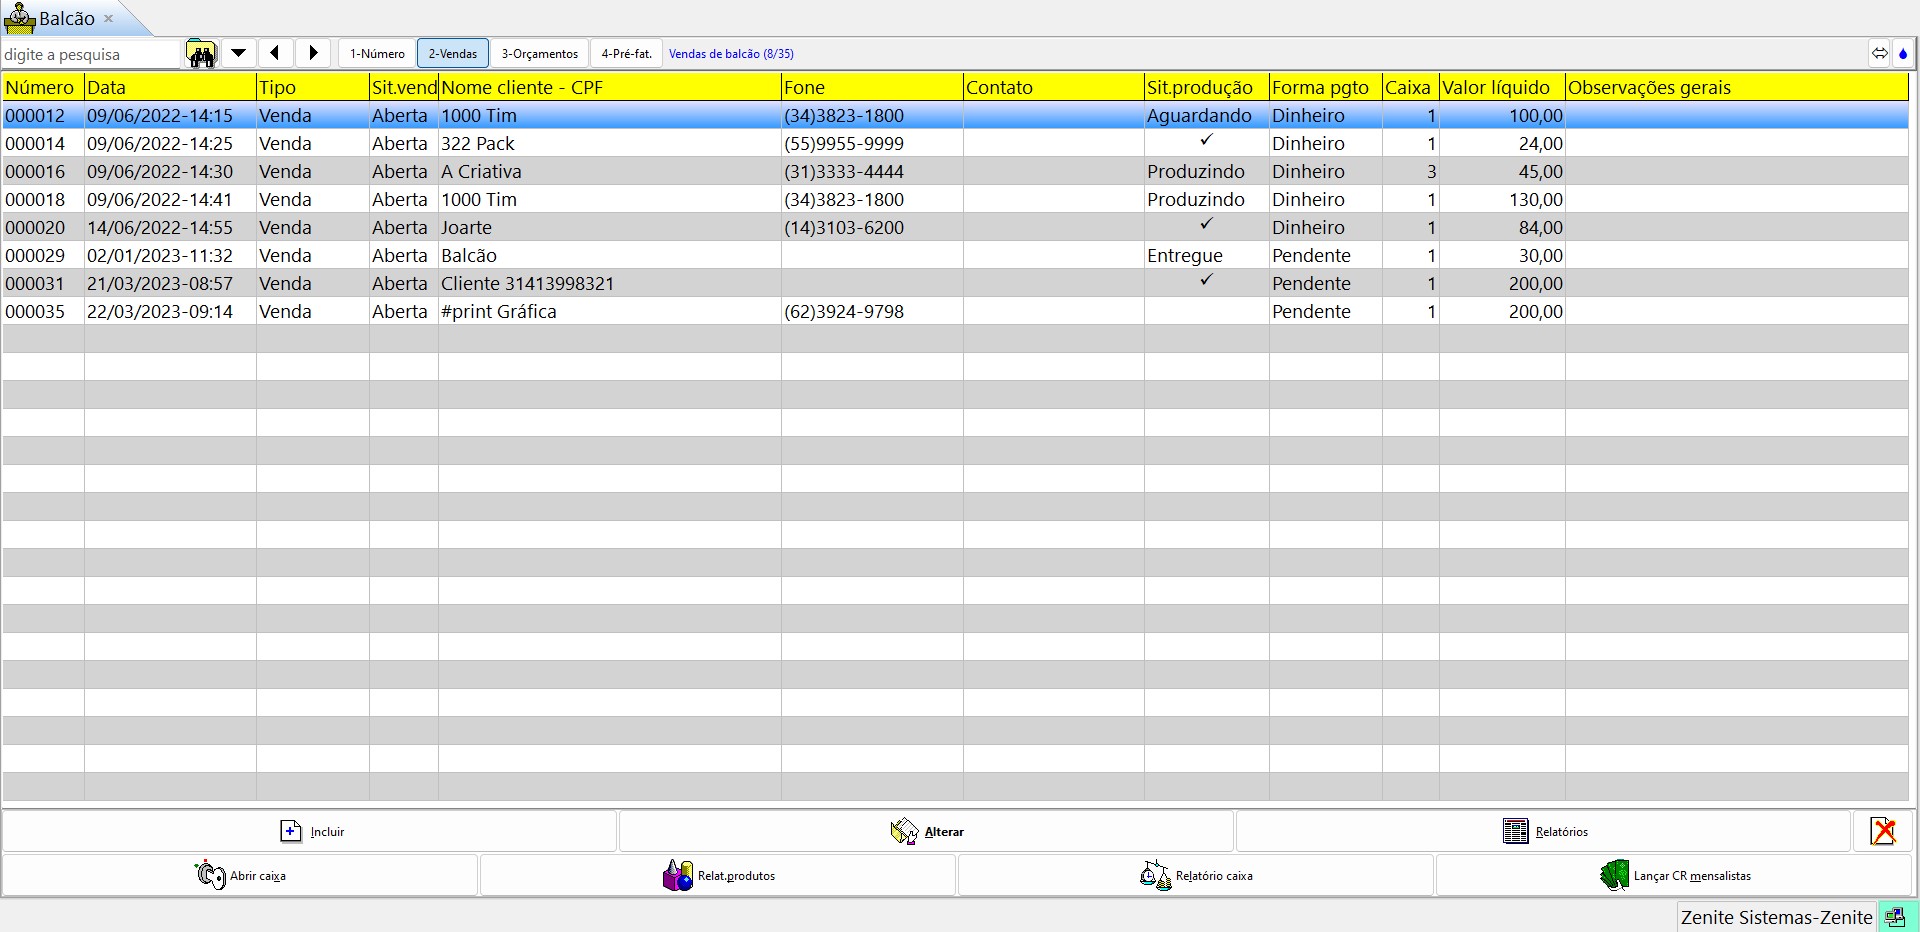 Balcão ×
digite a pesquisa 1-Número 2-Vendas 3-Orçamentos 4-Pré-fat. Vendas de balcão (8/35)
Número Data Tipo Sit.vend Nome cliente - CPF Fone Contato Sit.produção Forma pgto Caixa Valor líquido Observações gerais
000012 09/06/2022-14:15 Venda Aberta 1000 Tim (34)3823-1800 Aguardando Dinheiro 1 100,00
000014 09/06/2022-14:25 Venda Aberta 322 Pack (55)9955-9999 ✓ Dinheiro 1 24,00
000016 09/06/2022-14:30 Venda Aberta A Criativa (31)3333-4444 Produzindo Dinheiro 3 45,00
000018 09/06/2022-14:41 Venda Aberta 1000 Tim (34)3823-1800 Produzindo Dinheiro 1 130,00
000020 14/06/2022-14:55 Venda Aberta Joarte (14)3103-6200 ✓ Dinheiro 1 84,00
000029 02/01/2023-11:32 Venda Aberta Balcão Entregue Pendente 1 30,00
000031 21/03/2023-08:57 Venda Aberta Cliente 31413998321 ✓ Pendente 1 200,00
000035 22/03/2023-09:14 Venda Aberta #print Gráfica (62)3924-9798 Pendente 1 200,00
Incluir Alterar Relatórios
Abrir caixa Relat.produtos Relatório caixa Lançar CR mensalistas
Zenite Sistemas-Zenite